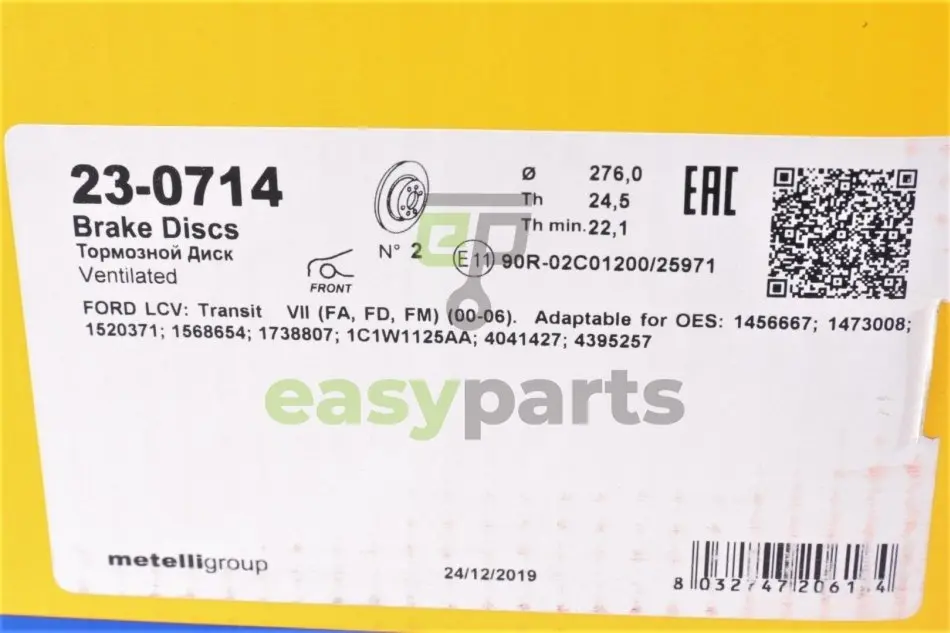 23-0714
Brake Discs
Тормозной Диск
Ventilated
FRONT
N° 2
Ø 276,0
Th 24,5
Th min. 22,1
E11 90R-02C01200/25971
EAC
FORD LCV: Transit VII (FA, FD, FM) (00-06). Adaptable for OES: 1456667; 1473008;
1520371; 1568654; 1738807; 1C1W1125AA; 4041427; 4395257
easyparts
metelligroup
24/12/2019
8 032747 20614